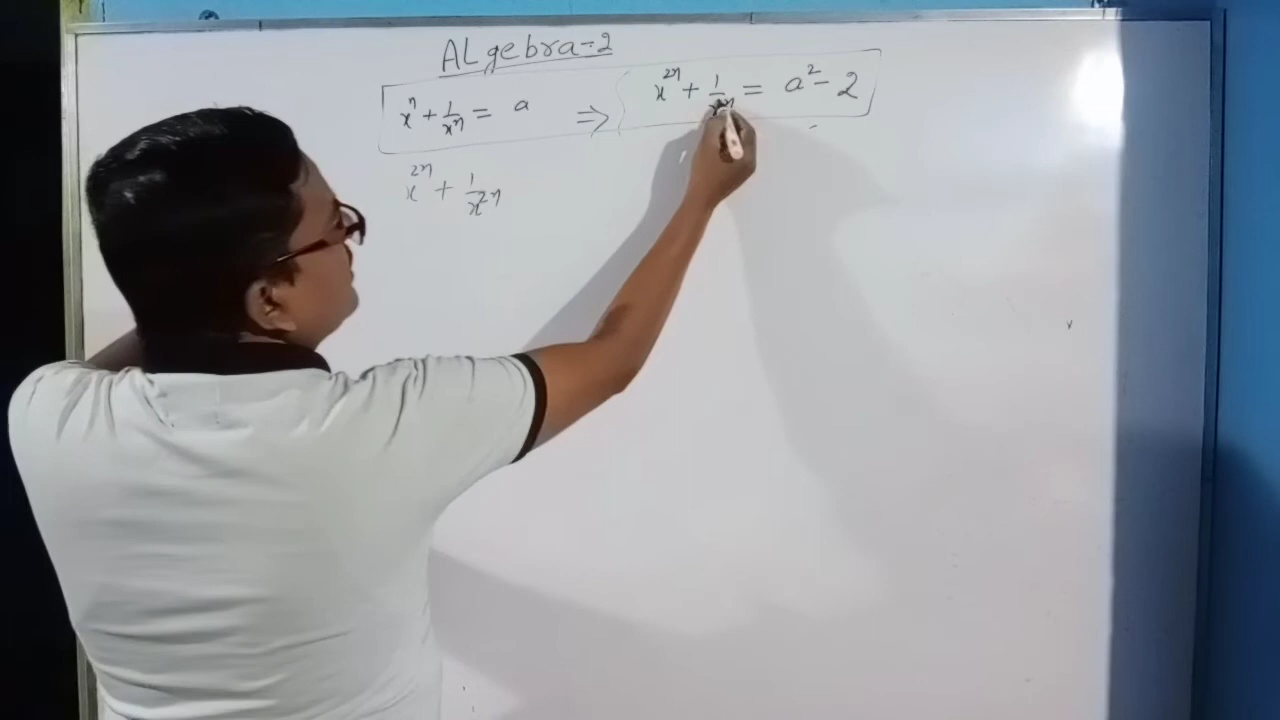 ALgebra-2
xⁿ + 1/xⁿ = a ⇒ x²ⁿ + 1/x²ⁿ = a² - 2
x²ⁿ + 1/x²ⁿ